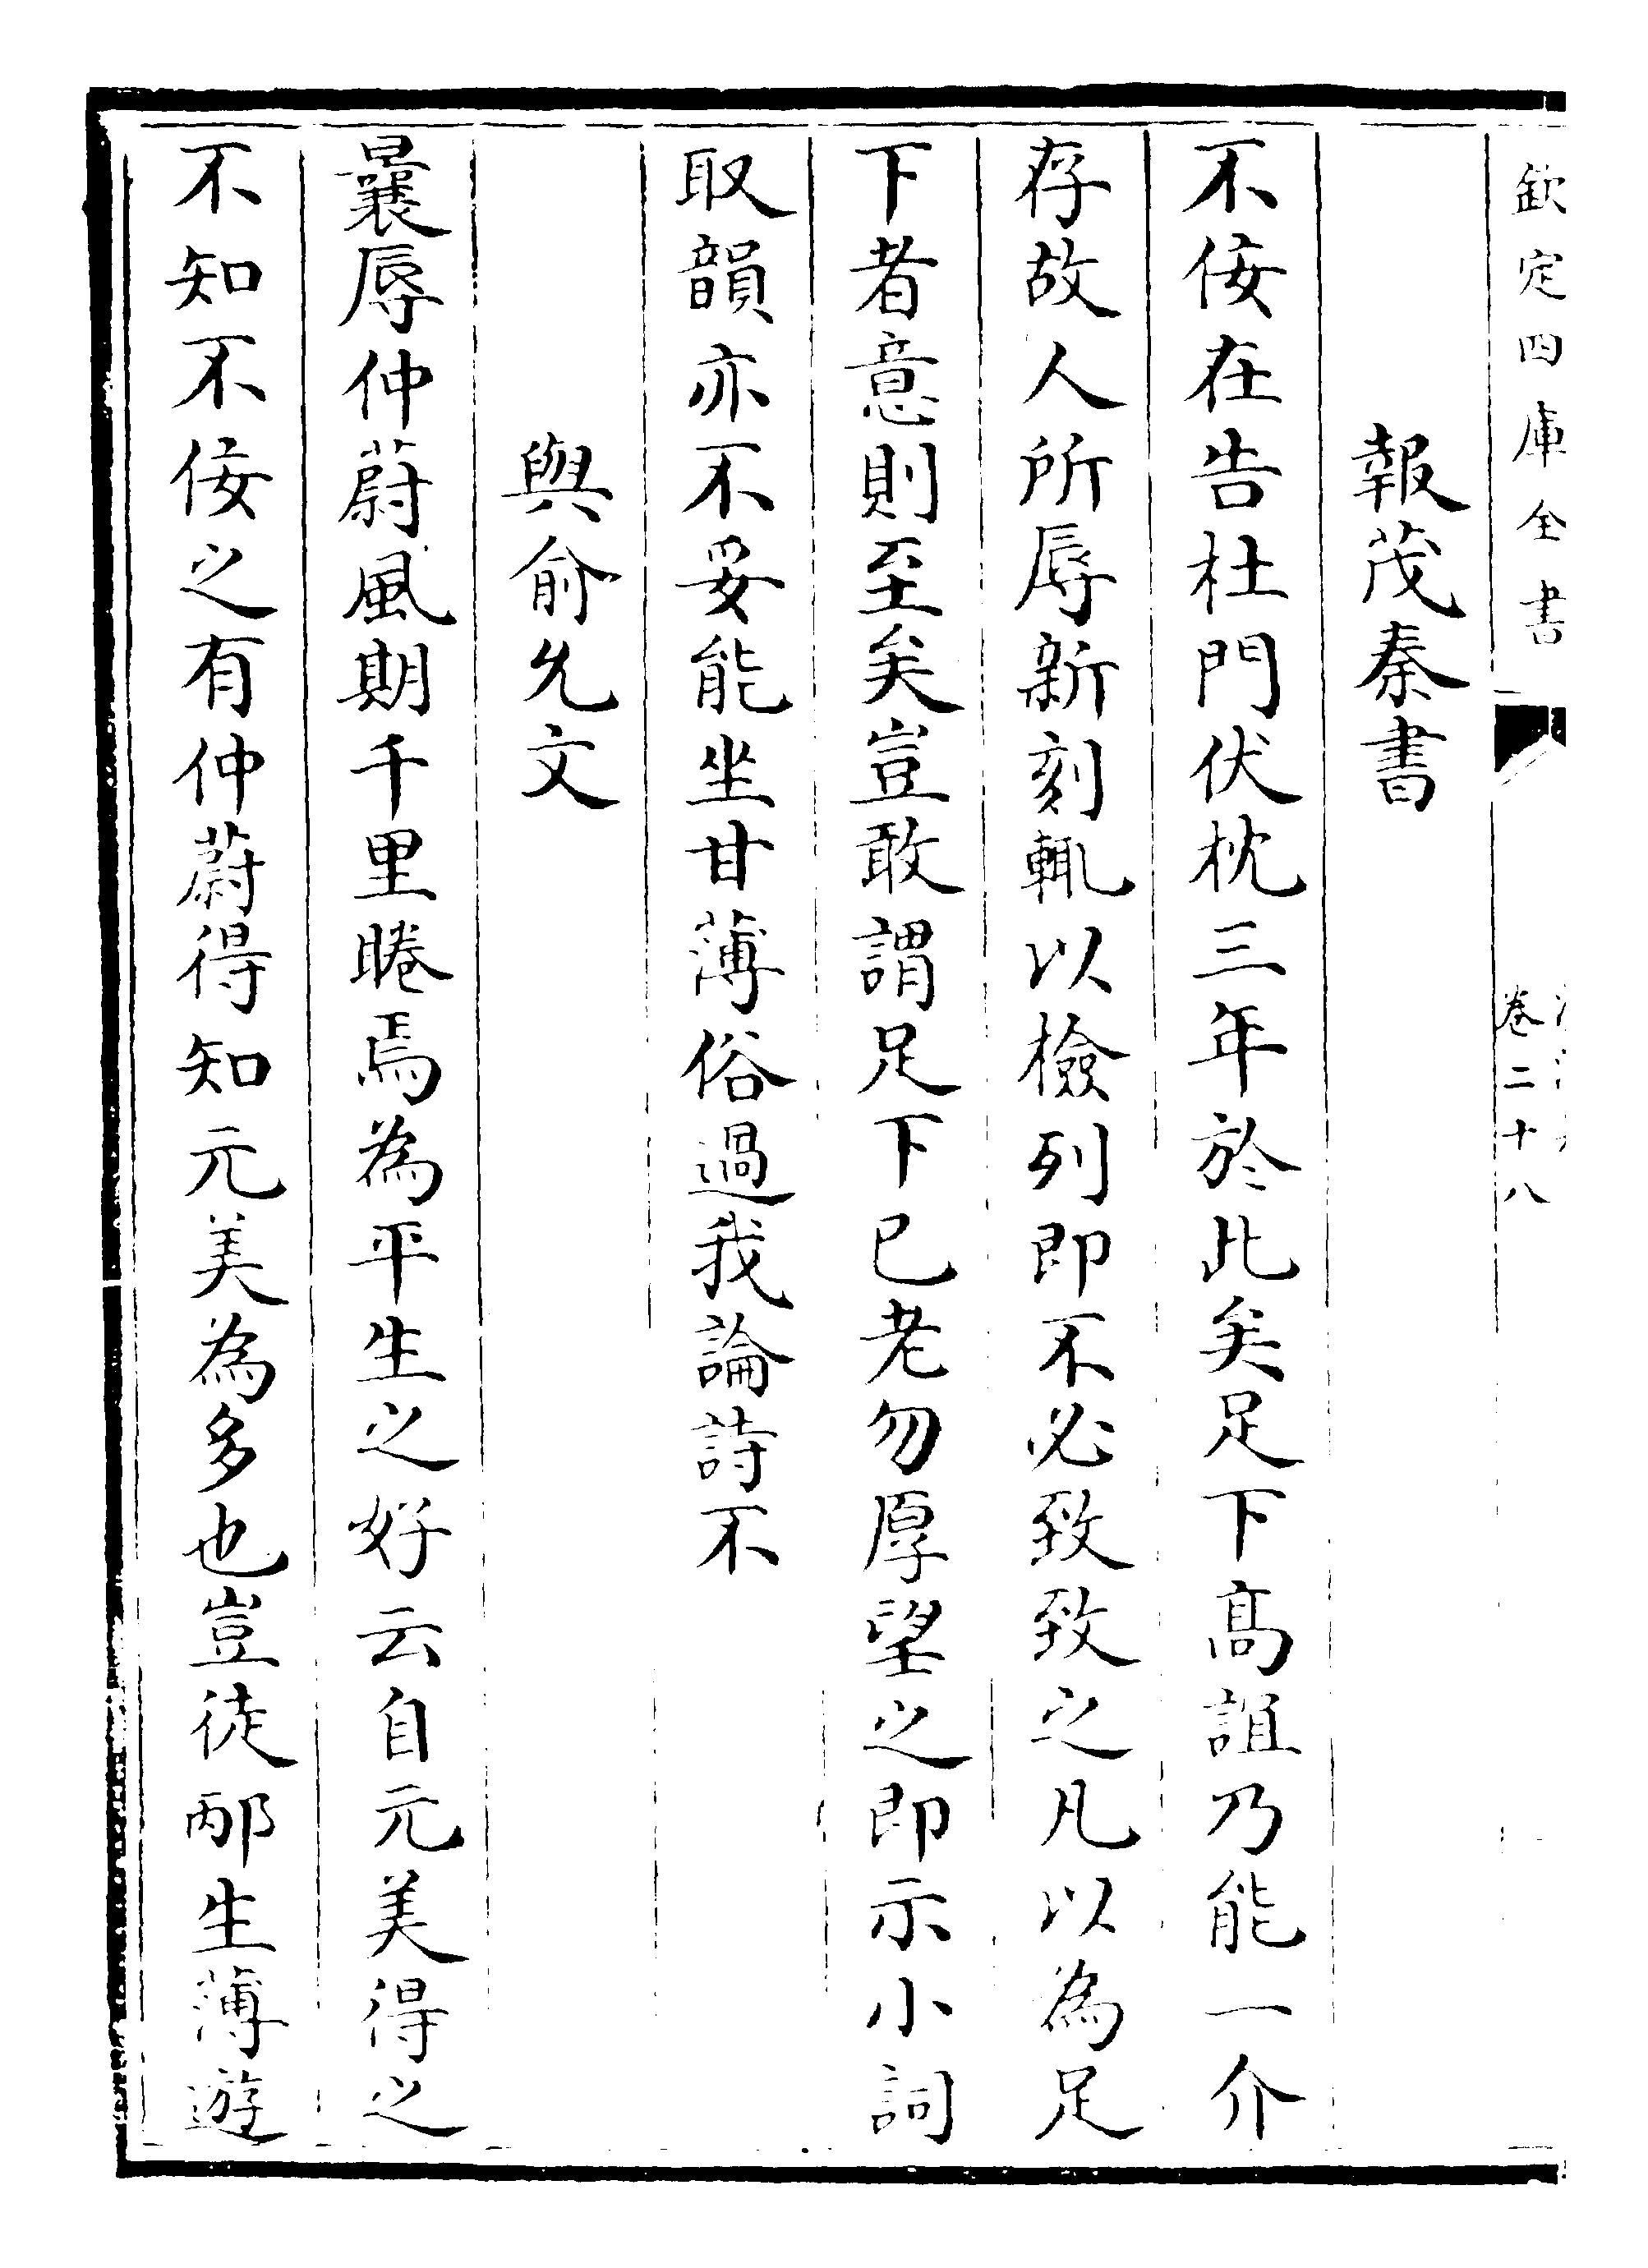 欽定四庫全書
卷二十八
報茂秦書
不佞在告杜門伏枕三年於此矣足下髙誼乃能一介
存故人所辱新刻輒以檢列即不必致致之凡以為足
下者意則至矣豈敢謂足下已老勿厚望之即示小詞
取韻亦不妥能坐甘薄俗過我論詩不
與俞允文
曩辱仲蔚風期千里睠焉為平生之好云自元美得之
不知不佞之有仲蔚得知元美為多也豈徒邴生薄遊